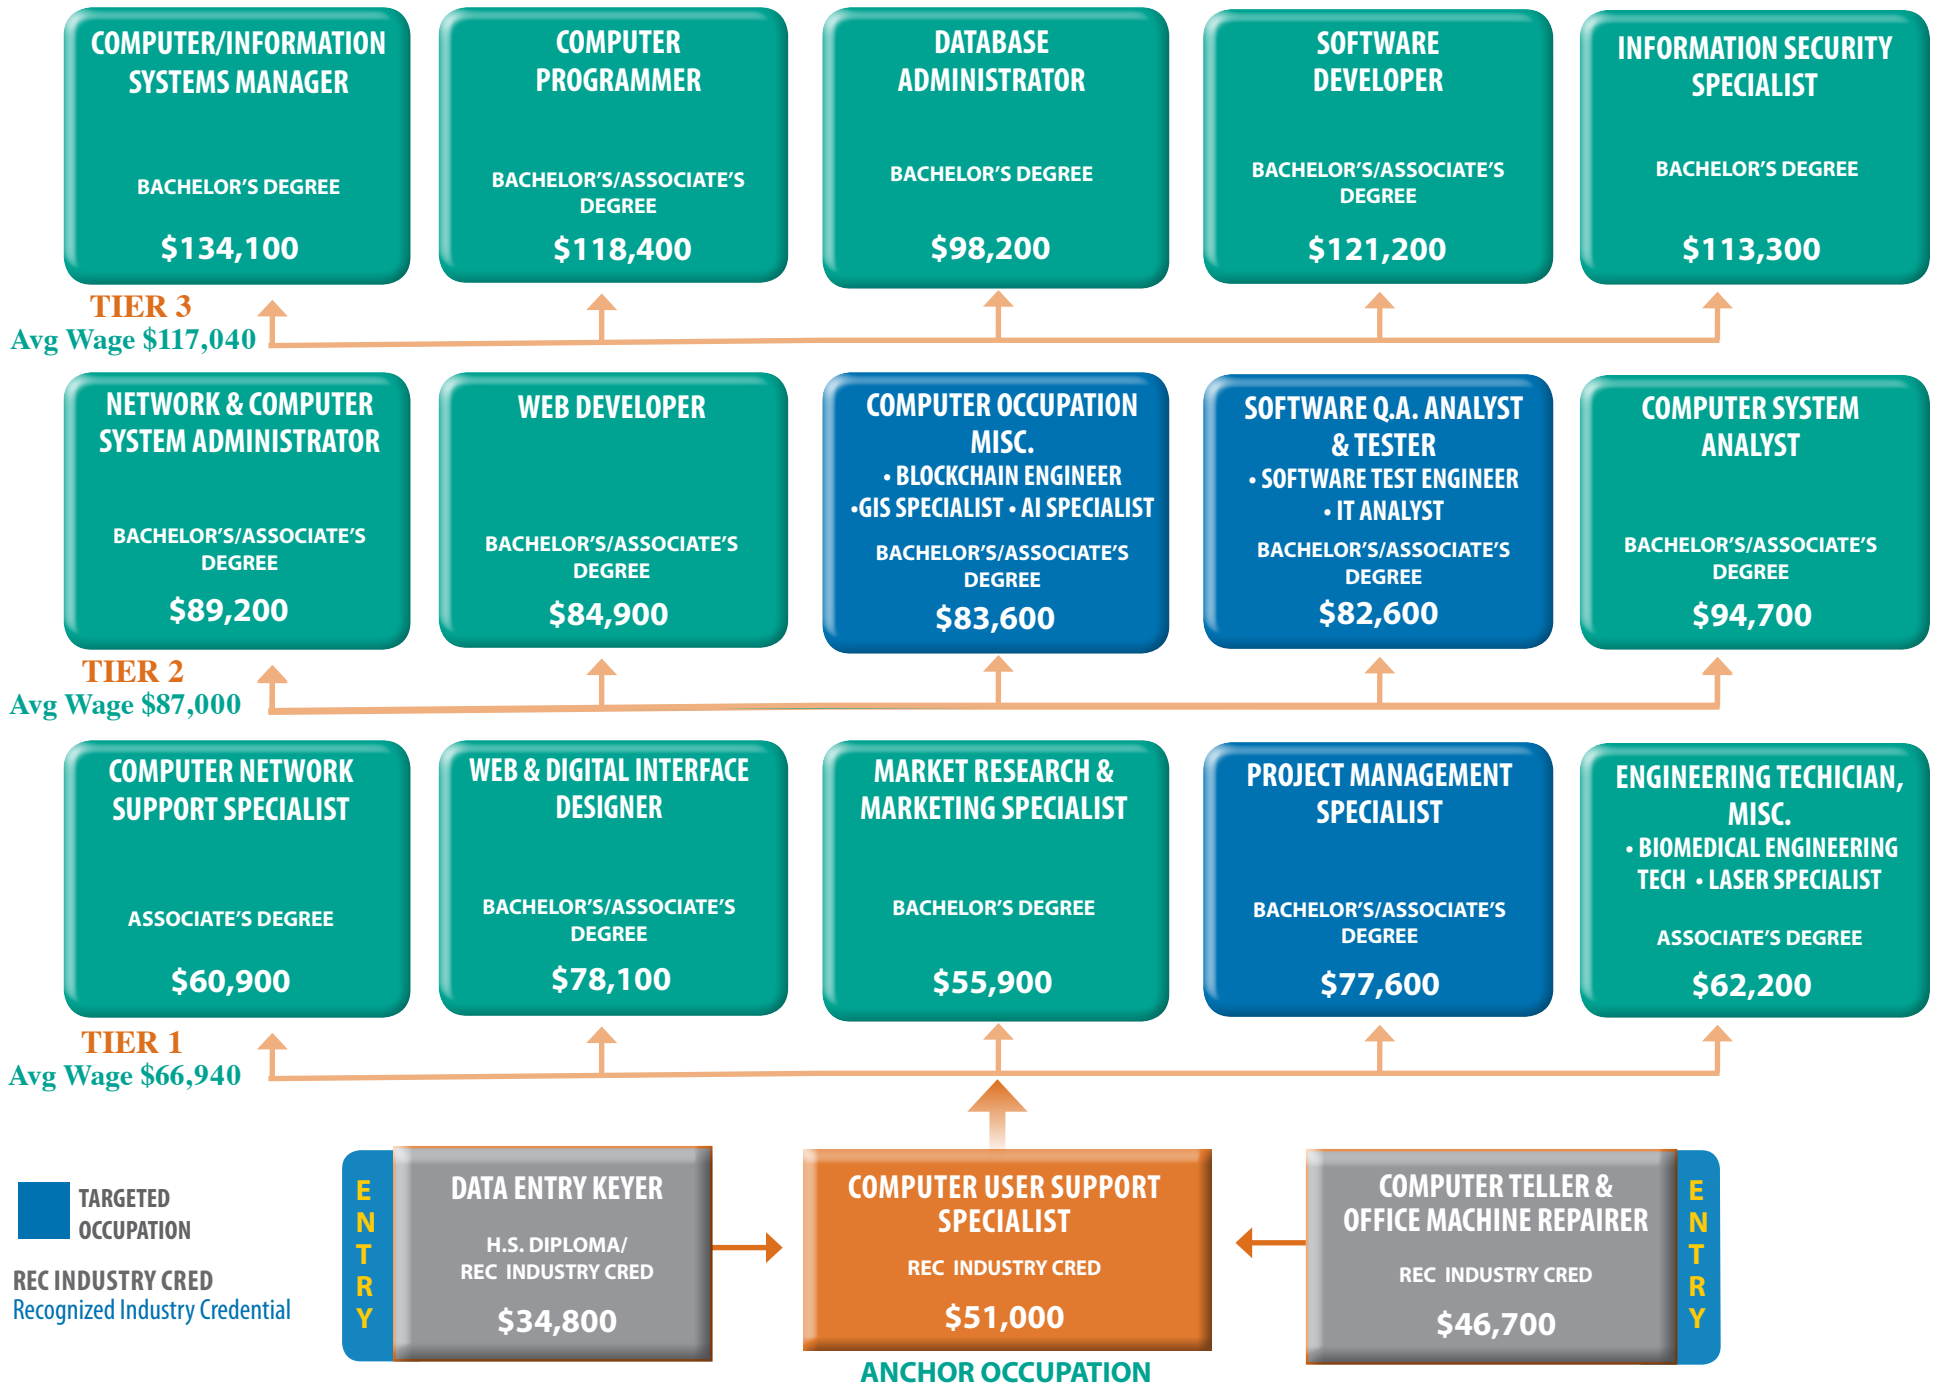 COMPUTER/INFORMATION
SYSTEMS MANAGER
BACHELOR'S DEGREE
$134,100
COMPUTER
PROGRAMMER
BACHELOR'S/ASSOCIATE'S
DEGREE
$118,400
DATABASE
ADMINISTRATOR
BACHELOR'S DEGREE
$98,200
SOFTWARE
DEVELOPER
BACHELOR'S/ASSOCIATE'S
DEGREE
$121,200
INFORMATION SECURITY
SPECIALIST
BACHELOR'S DEGREE
$113,300
TIER 3
Avg Wage $117,040
NETWORK & COMPUTER
SYSTEM ADMINISTRATOR
BACHELOR'S/ASSOCIATE'S
DEGREE
$89,200
WEB DEVELOPER
BACHELOR'S/ASSOCIATE'S
DEGREE
$84,900
COMPUTER OCCUPATION
MISC.
• BLOCKCHAIN ENGINEER
•GIS SPECIALIST • AI SPECIALIST
BACHELOR'S/ASSOCIATE'S
DEGREE
$83,600
SOFTWARE Q.A. ANALYST
& TESTER
• SOFTWARE TEST ENGINEER
• IT ANALYST
BACHELOR'S/ASSOCIATE'S
DEGREE
$82,600
COMPUTER SYSTEM
ANALYST
BACHELOR'S/ASSOCIATE'S
DEGREE
$94,700
TIER 2
Avg Wage $87,000
COMPUTER NETWORK
SUPPORT SPECIALIST
ASSOCIATE'S DEGREE
$60,900
WEB & DIGITAL INTERFACE
DESIGNER
BACHELOR'S/ASSOCIATE'S
DEGREE
$78,100
MARKET RESEARCH &
MARKETING SPECIALIST
BACHELOR'S DEGREE
$55,900
PROJECT MANAGEMENT
SPECIALIST
BACHELOR'S/ASSOCIATE'S
DEGREE
$77,600
ENGINEERING TECHICIAN,
MISC.
• BIOMEDICAL ENGINEERING
TECH • LASER SPECIALIST
ASSOCIATE'S DEGREE
$62,200
TIER 1
Avg Wage $66,940
TARGETED
OCCUPATION
REC INDUSTRY CRED
Recognized Industry Credential
ENTRY
DATA ENTRY KEYER
H.S. DIPLOMA/
REC INDUSTRY CRED
$34,800
COMPUTER USER SUPPORT
SPECIALIST
REC INDUSTRY CRED
$51,000
ANCHOR OCCUPATION
COMPUTER TELLER &
OFFICE MACHINE REPAIRER
REC INDUSTRY CRED
$46,700
ENTRY